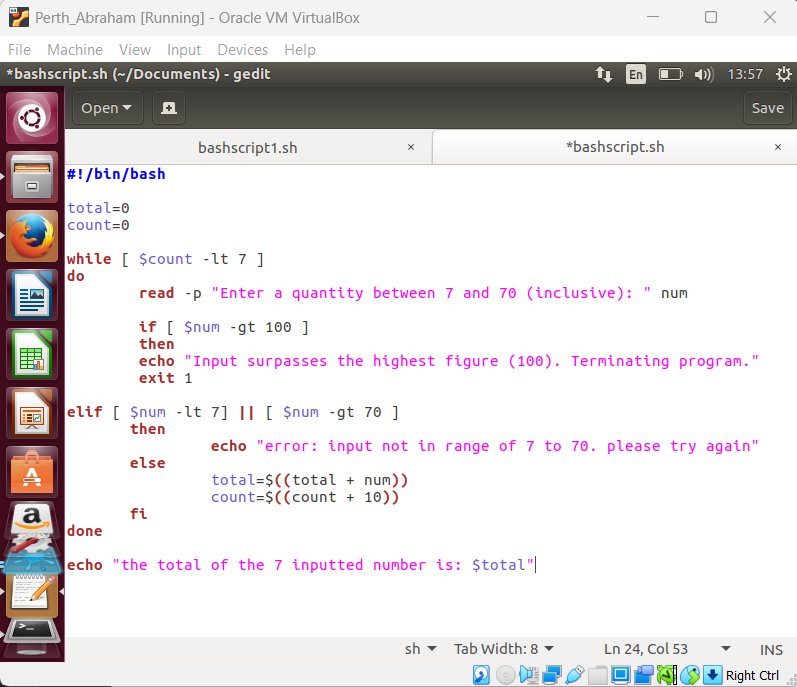 Perth_Abraham [Running] - Oracle VM VirtualBox
File Machine View Input Devices Help
*bashscript.sh (~/Documents) - gedit En 13:57
Open Save
bashscript1.sh × *bashscript.sh ×
#!/bin/bash
total=0
count=0
while [ $count -lt 7 ]
do
read -p "Enter a quantity between 7 and 70 (inclusive): " num
if [ $num -gt 100 ]
then
echo "Input surpasses the highest figure (100). Terminating program."
exit 1
elif [ $num -lt 7] || [ $num -gt 70 ]
then
echo "error: input not in range of 7 to 70. please try again"
else
total=$((total + num))
count=$((count + 10))
fi
done
echo "the total of the 7 inputted number is: $total"
sh Tab Width: 8 Ln 24, Col 53 INS
Right Ctrl